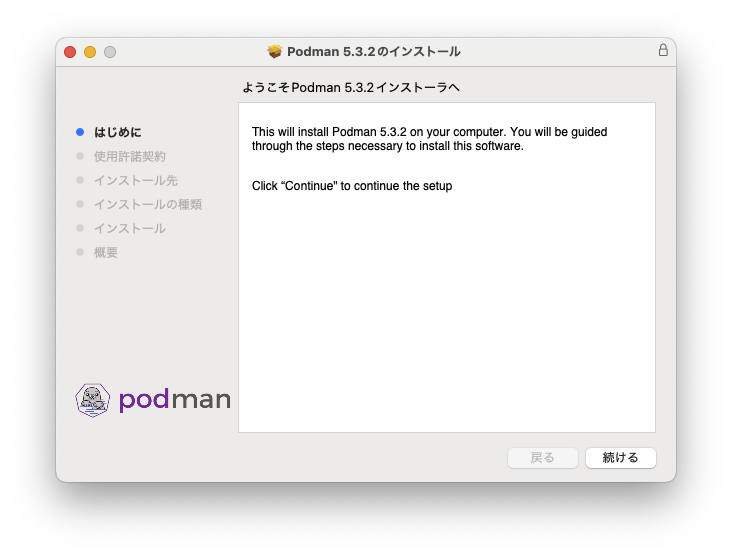 Podman 5.3.2のインストール
ようこそPodman 5.3.2インストーラへ
はじめに
使用許諾契約
インストール先
インストールの種類
インストール
概要
This will install Podman 5.3.2 on your computer. You will be guided
through the steps necessary to install this software.
Click “Continue" to continue the setup
podman
戻る
続ける